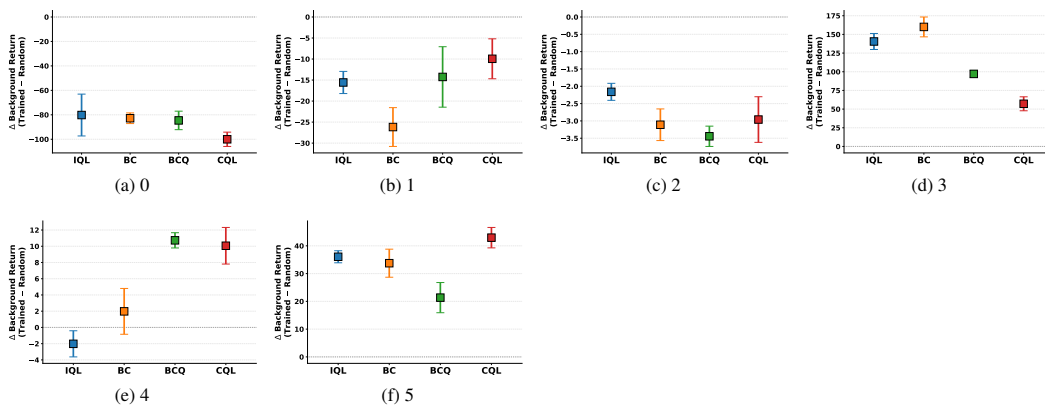 Δ Background Return
(Trained − Random)
0
−20
−40
−60
−80
−100
IQL BC BCQ CQL
(a) 0
Δ Background Return
(Trained − Random)
0
−5
−10
−15
−20
−25
−30
IQL BC BCQ CQL
(b) 1
Δ Background Return
(Trained − Random)
0.0
−0.5
−1.0
−1.5
−2.0
−2.5
−3.0
−3.5
IQL BC BCQ CQL
(c) 2
Δ Background Return
(Trained − Random)
175
150
125
100
75
50
25
0
IQL BC BCQ CQL
(d) 3
Δ Background Return
(Trained − Random)
12
10
8
6
4
2
0
−2
−4
IQL BC BCQ CQL
(e) 4
Δ Background Return
(Trained − Random)
40
30
20
10
0
IQL BC BCQ CQL
(f) 5